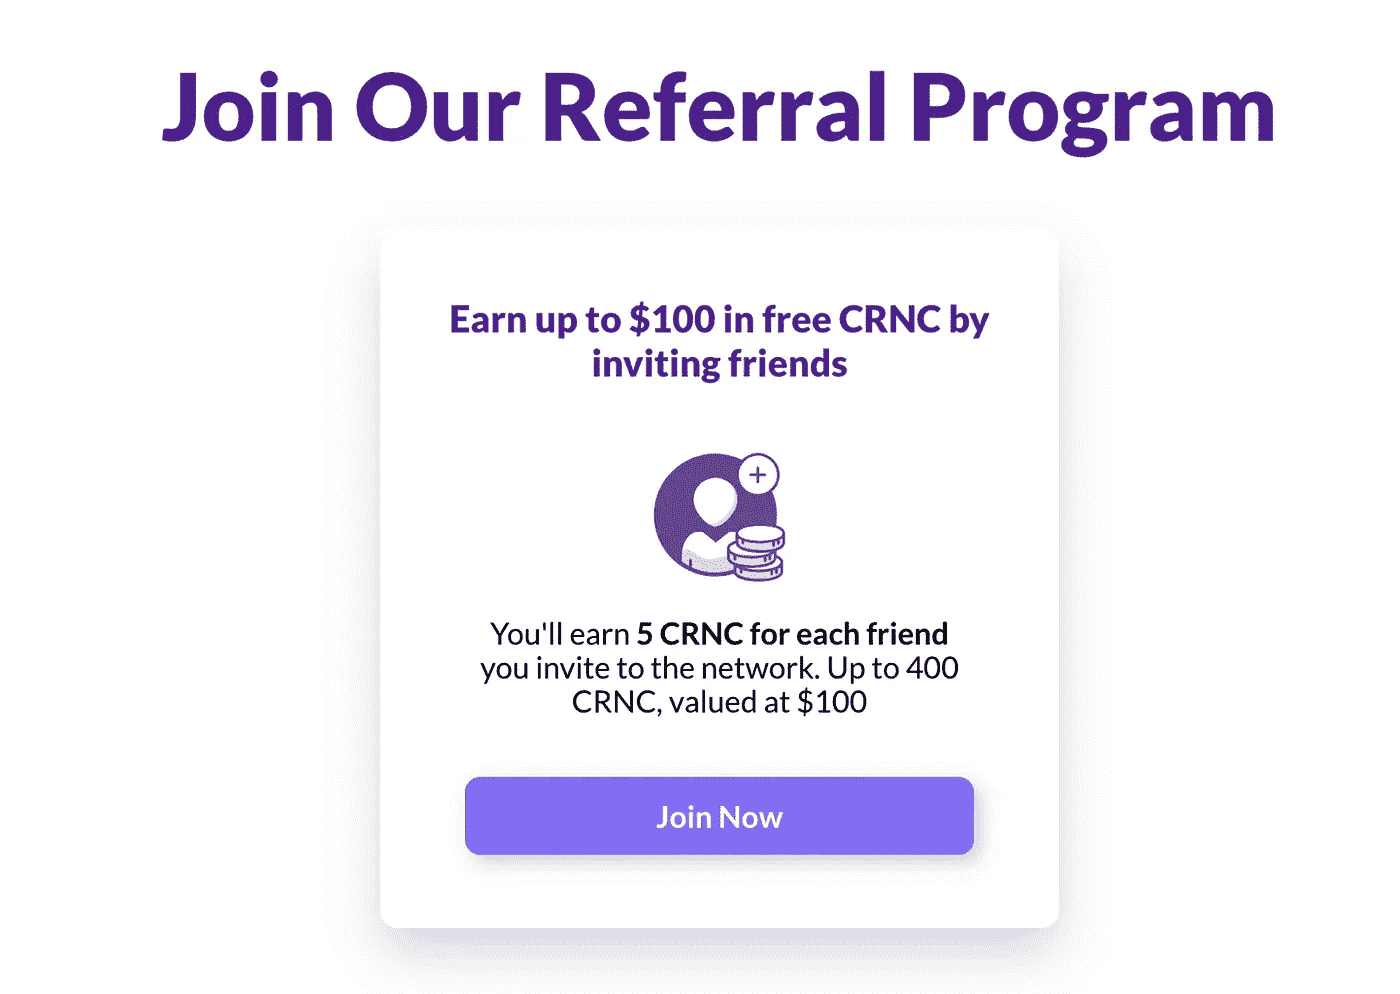 Join Our Referral Program
Earn up to $100 in free CRNC by
inviting friends
You'll earn 5 CRNC for each friend
you invite to the network. Up to 400
CRNC, valued at $100
Join Now